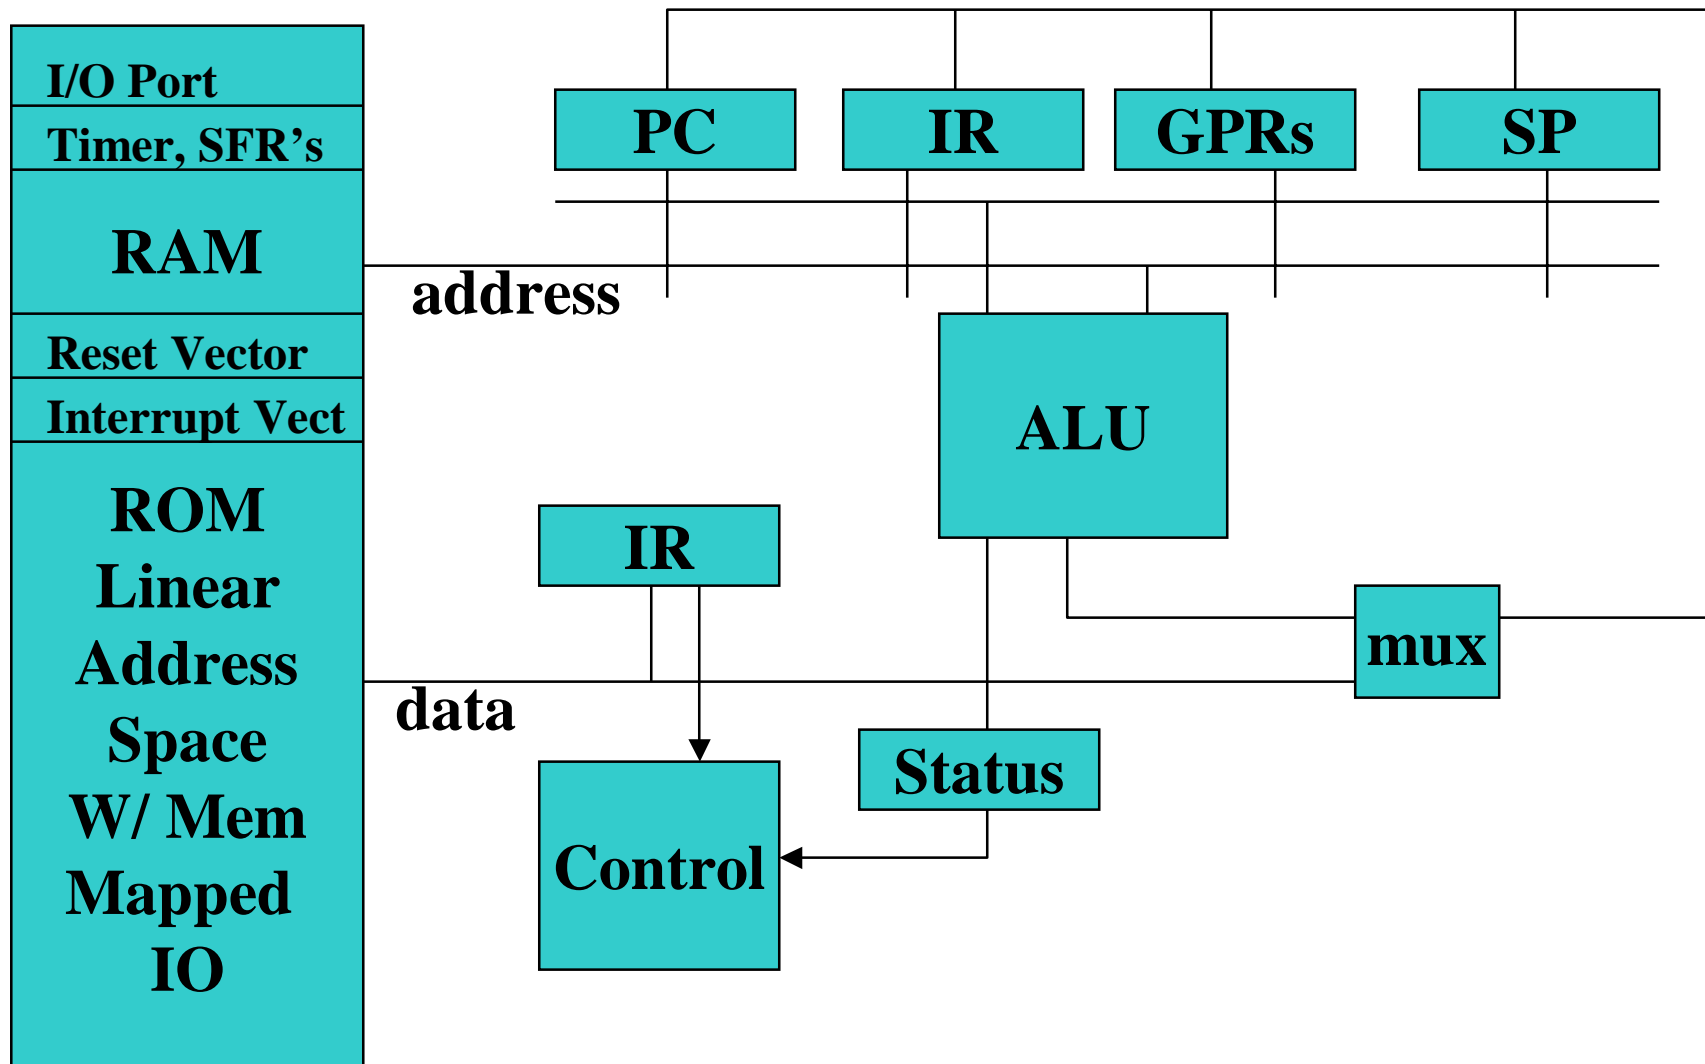 I/O Port
Timer, SFR’s
RAM
Reset Vector
Interrupt Vect
ROM
Linear
Address
Space
W/ Mem
Mapped
IO
PC
IR
GPRs
SP
address
ALU
IR
mux
data
Status
Control